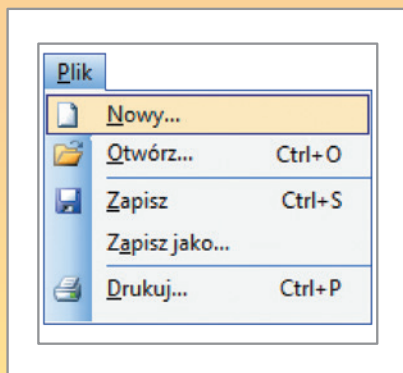 Plik
Nowy...
Otwórz... Ctrl+O
Zapisz Ctrl+S
Zapisz jako...
Drukuj... Ctrl+P